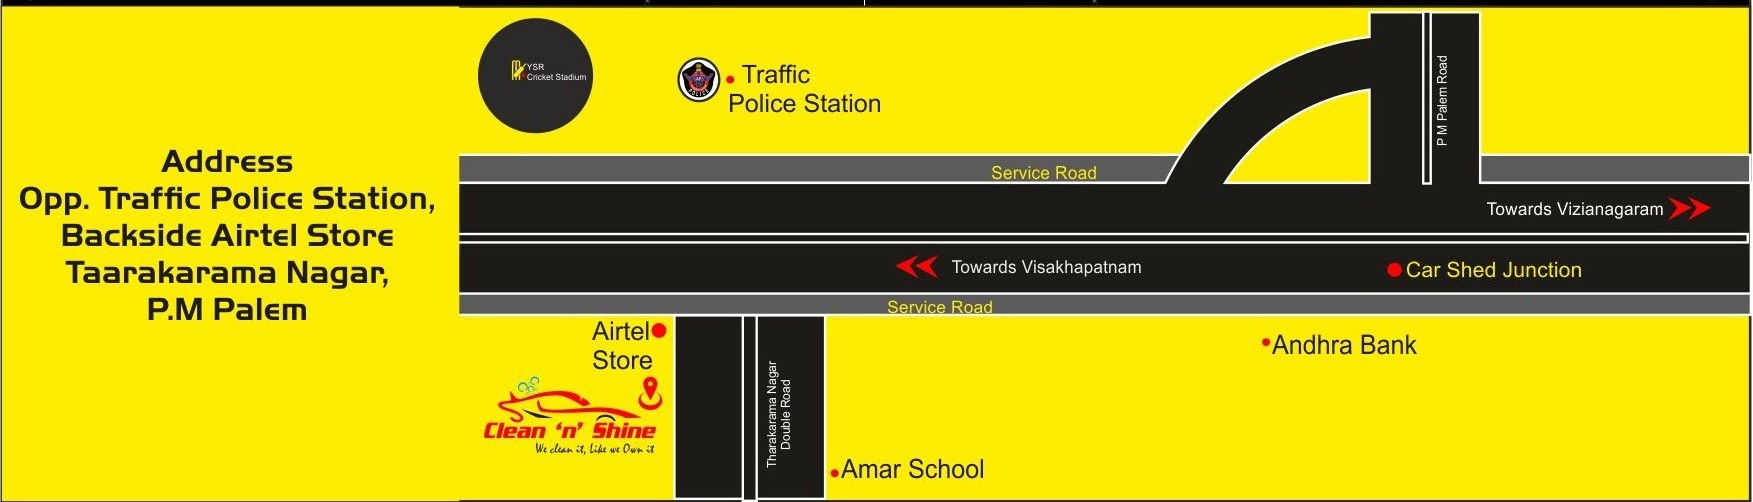 Address
Opp. Traffic Police Station,
Backside Airtel Store
Taarakarama Nagar,
P.M Palem
YSR
Cricket Stadium
Traffic
Police Station
P M Palem Road
Service Road
Towards Vizianagaram
Towards Visakhapatnam
Car Shed Junction
Service Road
Airtel
Store
Andhra Bank
Clean 'n' Shine
We clean it, Like we Own it
Tharakarama Nagar
Double Road
Amar School